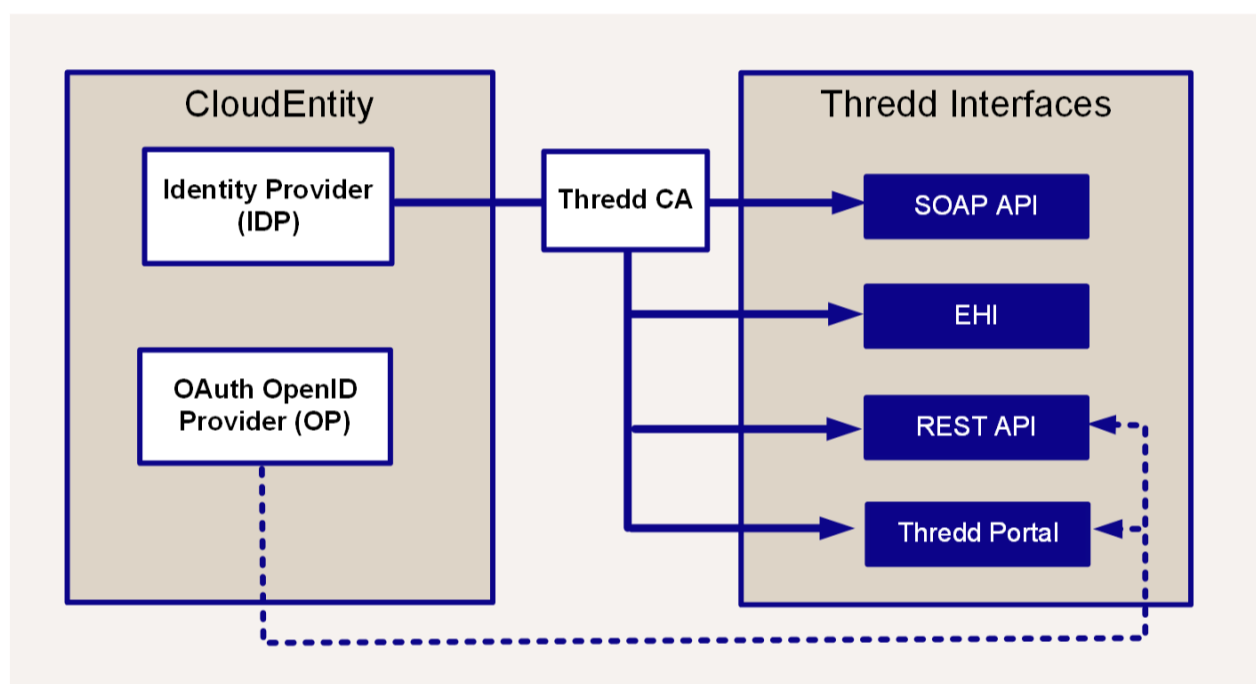 CloudEntity
Identity Provider
(IDP)
OAuth OpenID
Provider (OP)
Thredd CA
Thredd Interfaces
SOAP API
EHI
REST API
Thredd Portal